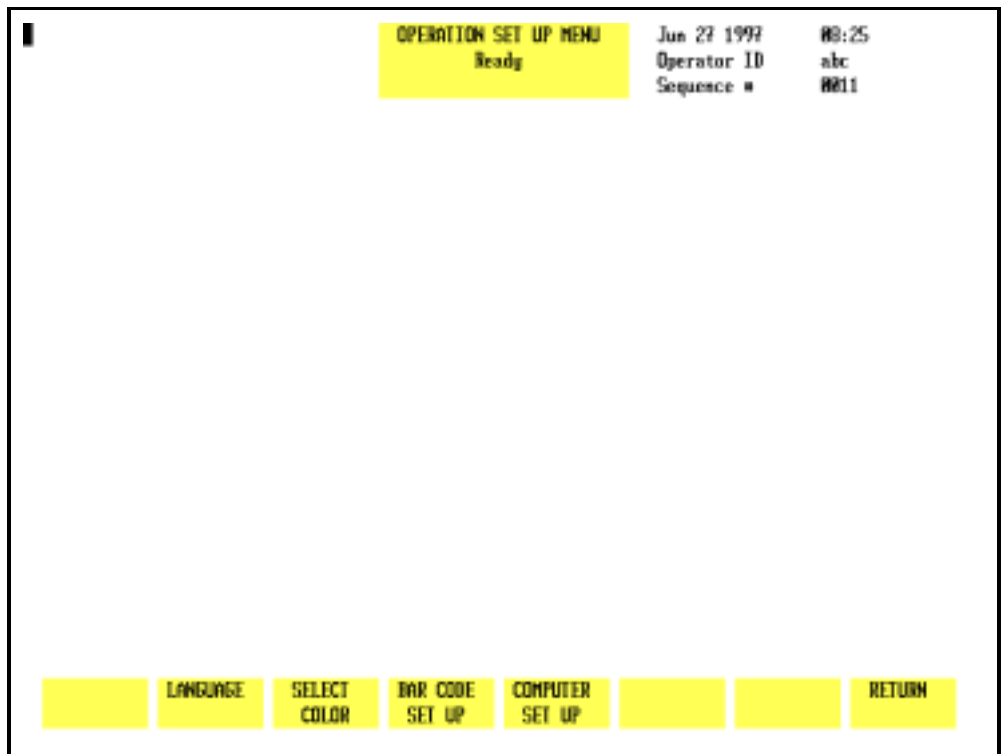 OPERATION SET UP MENU
Ready
Jun 27 1997 08:25
Operator ID abc
Sequence # 0011
LANGUAGE
SELECT
COLOR
BAR CODE
SET UP
COMPUTER
SET UP
RETURN